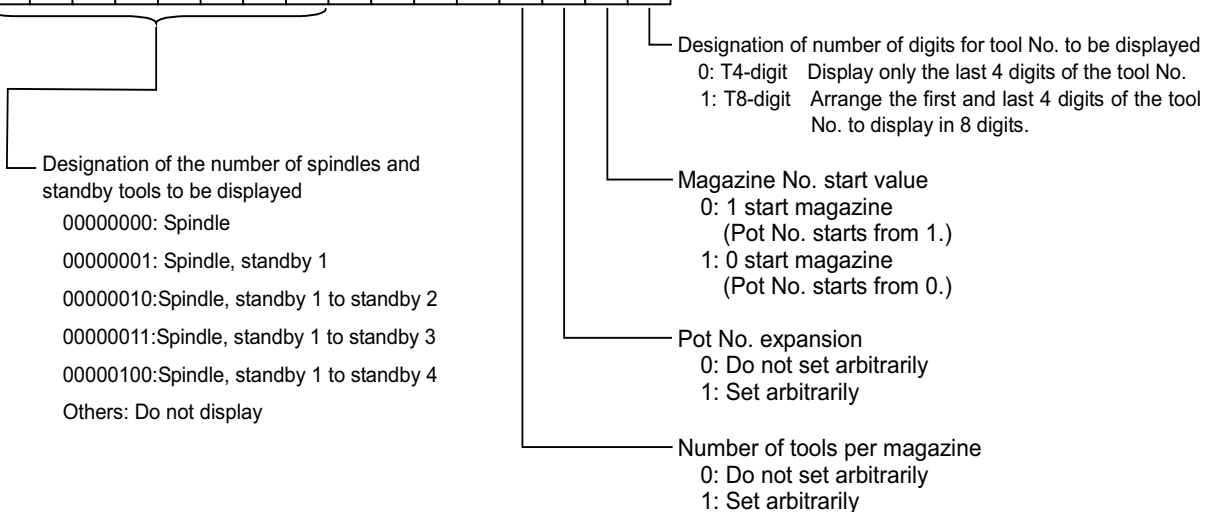 Designation of number of digits for tool No. to be displayed
0: T4-digit Display only the last 4 digits of the tool No.
1: T8-digit Arrange the first and last 4 digits of the tool
No. to display in 8 digits.
Designation of the number of spindles and
standby tools to be displayed
00000000: Spindle
00000001: Spindle, standby 1
00000010:Spindle, standby 1 to standby 2
00000011:Spindle, standby 1 to standby 3
00000100:Spindle, standby 1 to standby 4
Others: Do not display
Magazine No. start value
0: 1 start magazine
(Pot No. starts from 1.)
1: 0 start magazine
(Pot No. starts from 0.)
Pot No. expansion
0: Do not set arbitrarily
1: Set arbitrarily
Number of tools per magazine
0: Do not set arbitrarily
1: Set arbitrarily